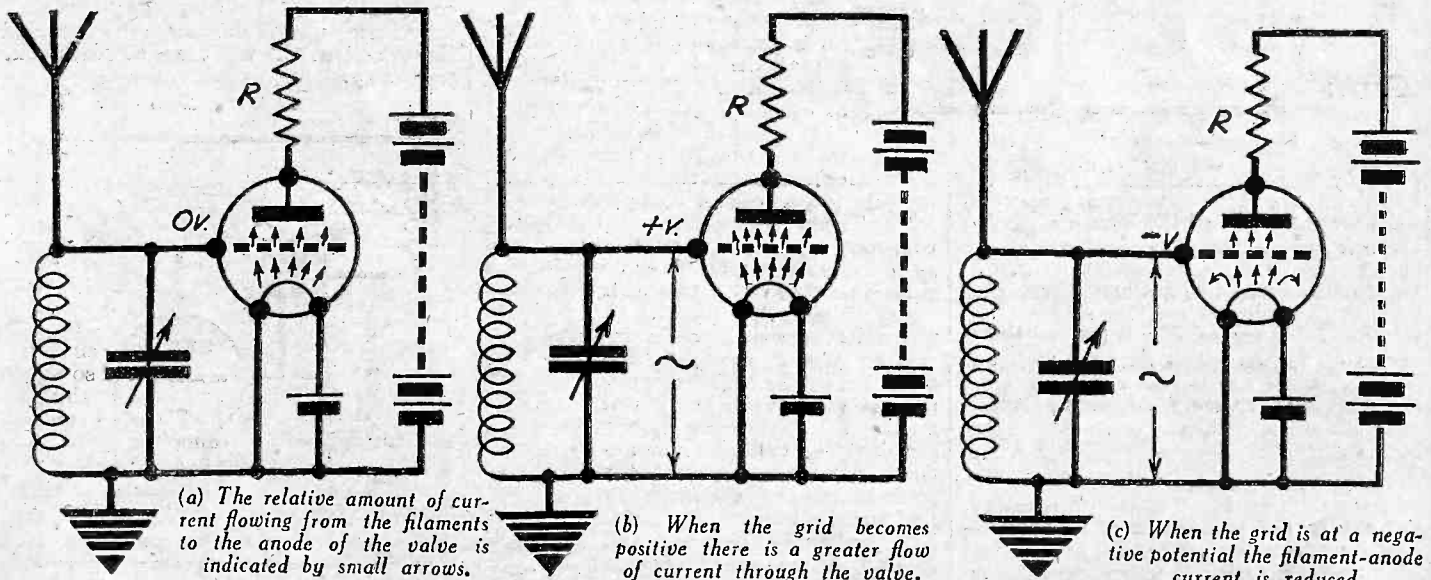 R
0v.
(a) The relative amount of cur-
rent flowing from the filaments
to the anode of the valve is
indicated by small arrows.
R
+v.
~
(b) When the grid becomes
positive there is a greater flow
of current through the valve.
R
-v
~
(c) When the grid is at a nega-
tive potential the filament-anode
current is reduced